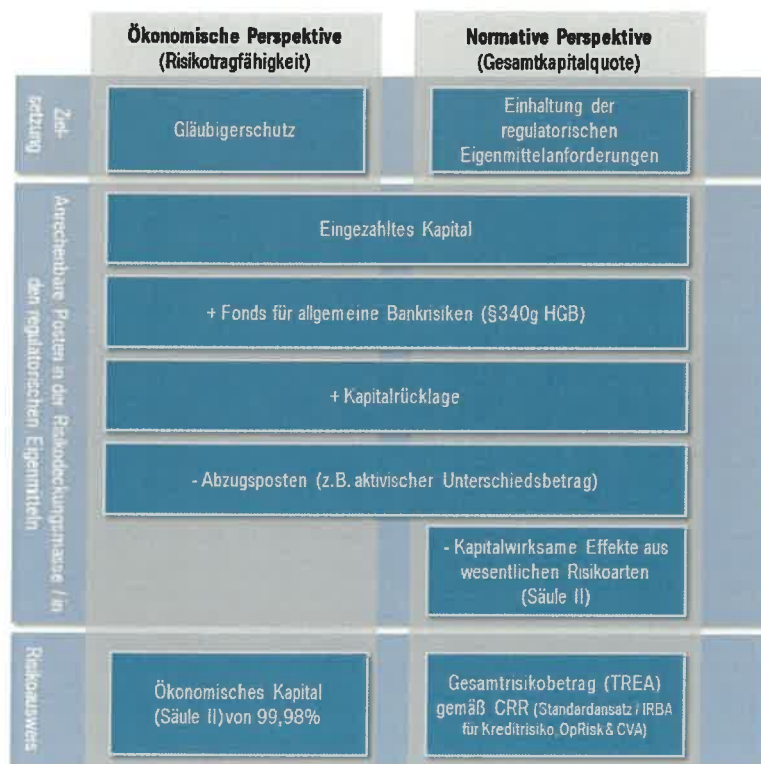 Ökonomische Perspektive
(Risikotragfähigkeit)
Normative Perspektive
(Gesamtkapitalquote)
Ziel-
setzung
Gläubigerschutz
Einhaltung der
regulatorischen
Eigenmittelanforderungen
Anrechenbare Posten in der Risikodeckungsmasse / in
den regulatorischen Eigenmitteln
Eingezahltes Kapital
+ Fonds für allgemeine Bankrisiken (§340g HGB)
+ Kapitalrücklage
- Abzugsposten (z.B. aktivischer Unterschiedsbetrag)
- Kapitalwirksame Effekte aus
wesentlichen Risikoarten
(Säule II)
Risikoausweis
Ökonomisches Kapital
(Säule II) von 99,98%
Gesamtrisikobetrag (TREA)
gemäß CRR (Standardansatz / IRBA
für Kreditrisiko, OpRisk & CVA)